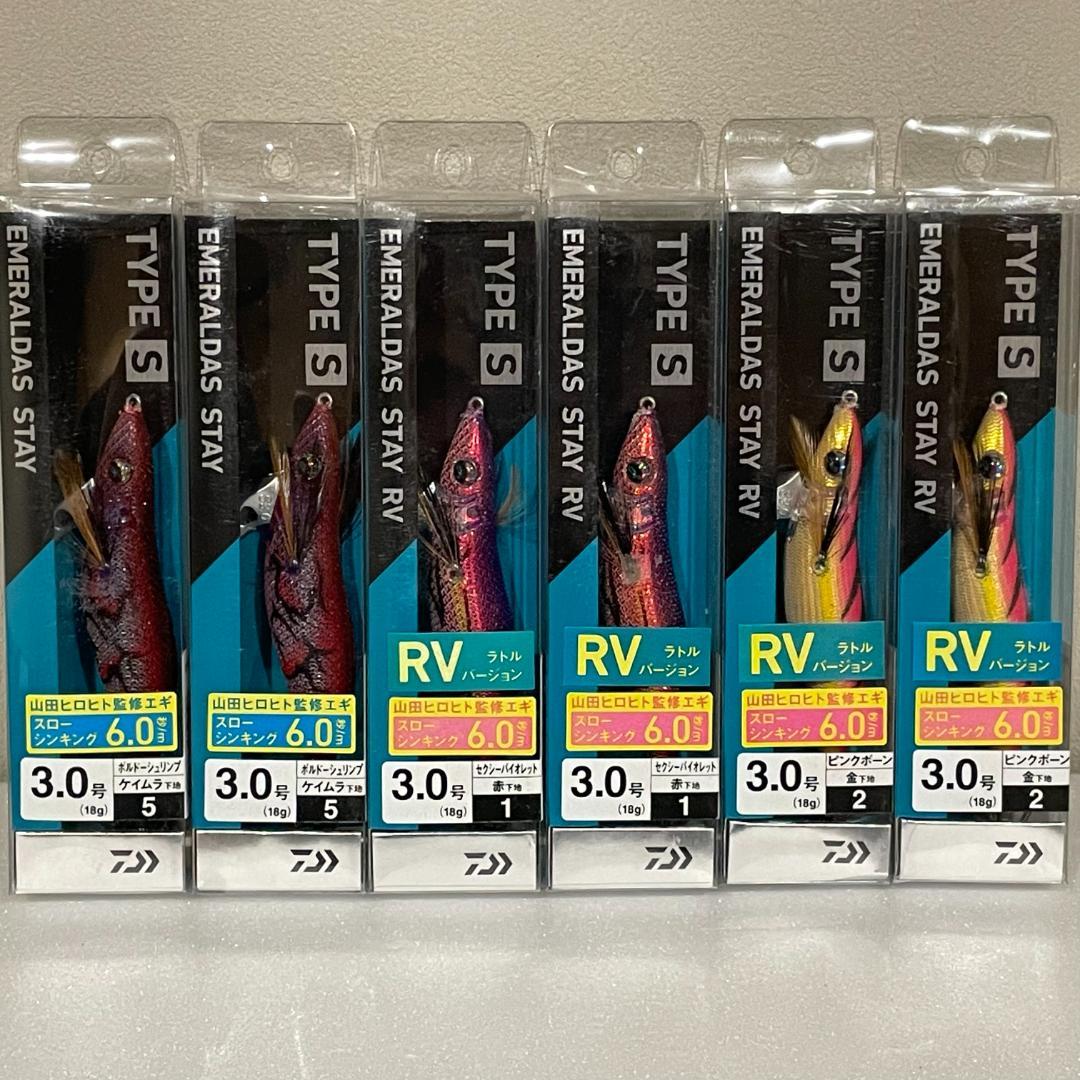 TYPE S
EMERALDAS STAY
山田ヒロヒト監修エギ
スロー
シンキング 6.0秒/m
3.0号
(18g)
ボルドーシュリンプ
ケイムラ下地
5
TYPE S
EMERALDAS STAY
山田ヒロヒト監修エギ
スロー
シンキング 6.0秒/m
3.0号
(18g)
ボルドーシュリンプ
ケイムラ下地
5
TYPE S
EMERALDAS STAY RV
RV ラトル
バージョン
山田ヒロヒト監修エギ
スロー
シンキング 6.0秒/m
3.0号
(18g)
セクシーバイオレット
赤下地
1
TYPE S
EMERALDAS STAY RV
RV ラトル
バージョン
山田ヒロヒト監修エギ
スロー
シンキング 6.0秒/m
3.0号
(18g)
セクシーバイオレット
赤下地
1
TYPE S
EMERALDAS STAY RV
RV ラトル
バージョン
山田ヒロヒト監修エギ
スロー
シンキング 6.0秒/m
3.0号
(18g)
ピンクボーン
金下地
2
TYPE S
EMERALDAS STAY RV
RV ラトル
バージョン
山田ヒロヒト監修エギ
スロー
シンキング 6.0秒/m
3.0号
(18g)
ピンクボーン
金下地
2